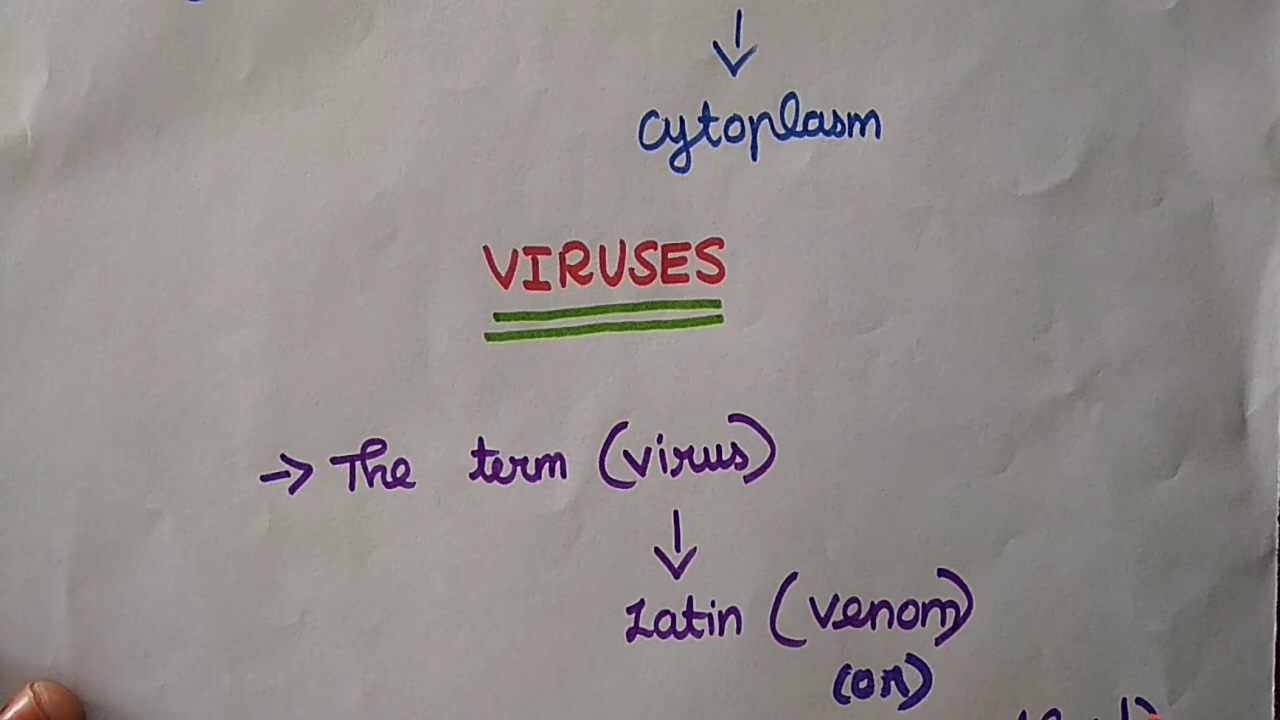 ↓
cytoplasm
VIRUSES
→ The term (virus)
↓
Latin (venom)
(or)